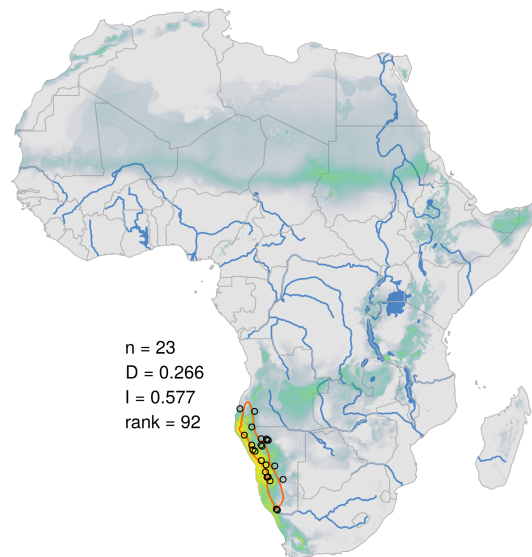 n = 23
D = 0.266
I = 0.577
rank = 92